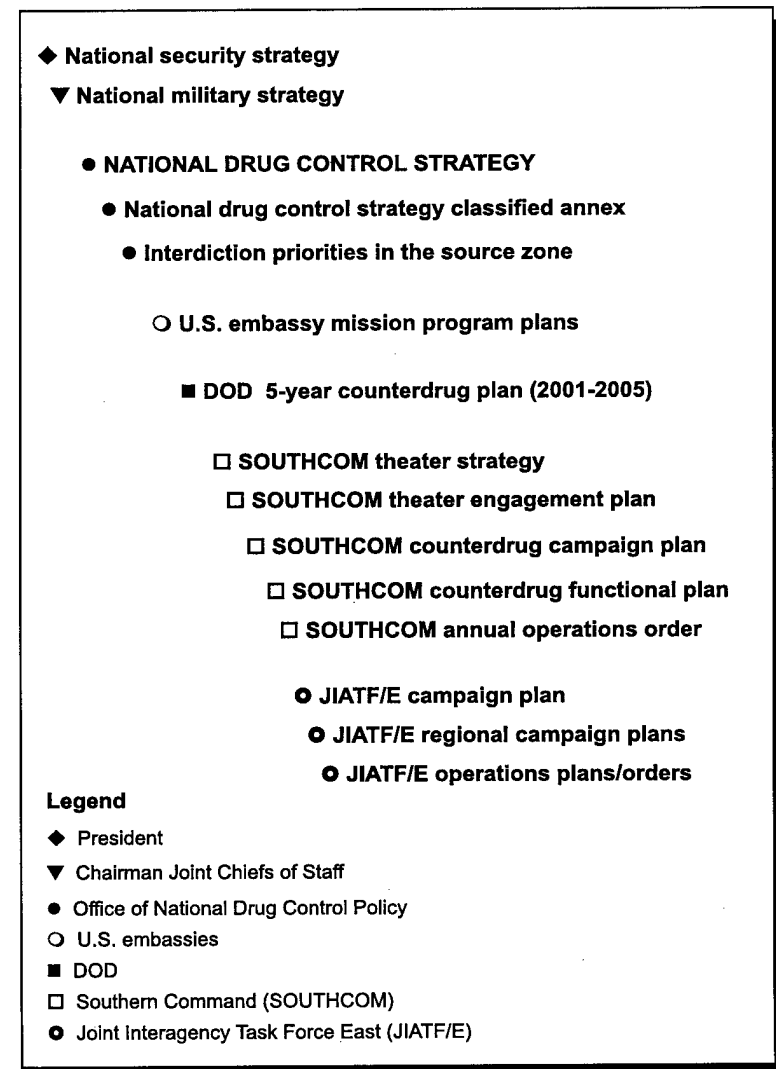 ◆ National security strategy
▼ National military strategy
● NATIONAL DRUG CONTROL STRATEGY
● National drug control strategy classified annex
● Interdiction priorities in the source zone
○ U.S. embassy mission program plans
■ DOD 5-year counterdrug plan (2001-2005)
□ SOUTHCOM theater strategy
□ SOUTHCOM theater engagement plan
□ SOUTHCOM counterdrug campaign plan
□ SOUTHCOM counterdrug functional plan
□ SOUTHCOM annual operations order
⭘ JIATF/E campaign plan
⭘ JIATF/E regional campaign plans
⭘ JIATF/E operations plans/orders
Legend
◆ President
▼ Chairman Joint Chiefs of Staff
● Office of National Drug Control Policy
○ U.S. embassies
■ DOD
□ Southern Command (SOUTHCOM)
⭘ Joint Interagency Task Force East (JIATF/E)